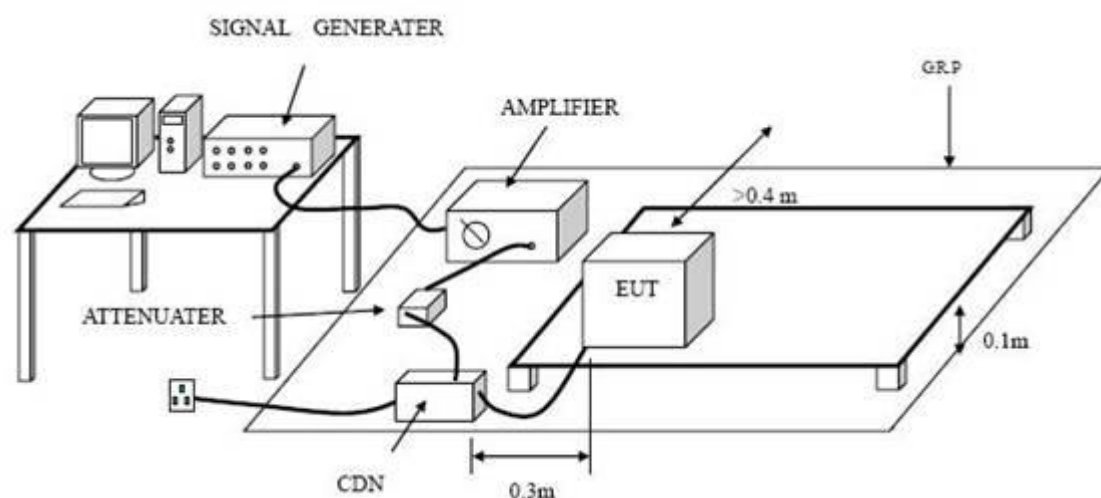 SIGNAL GENERATER
G.R.P
AMPLIFIER
>0.4 m
EUT
ATTENUATER
0.1m
CDN
0.3m